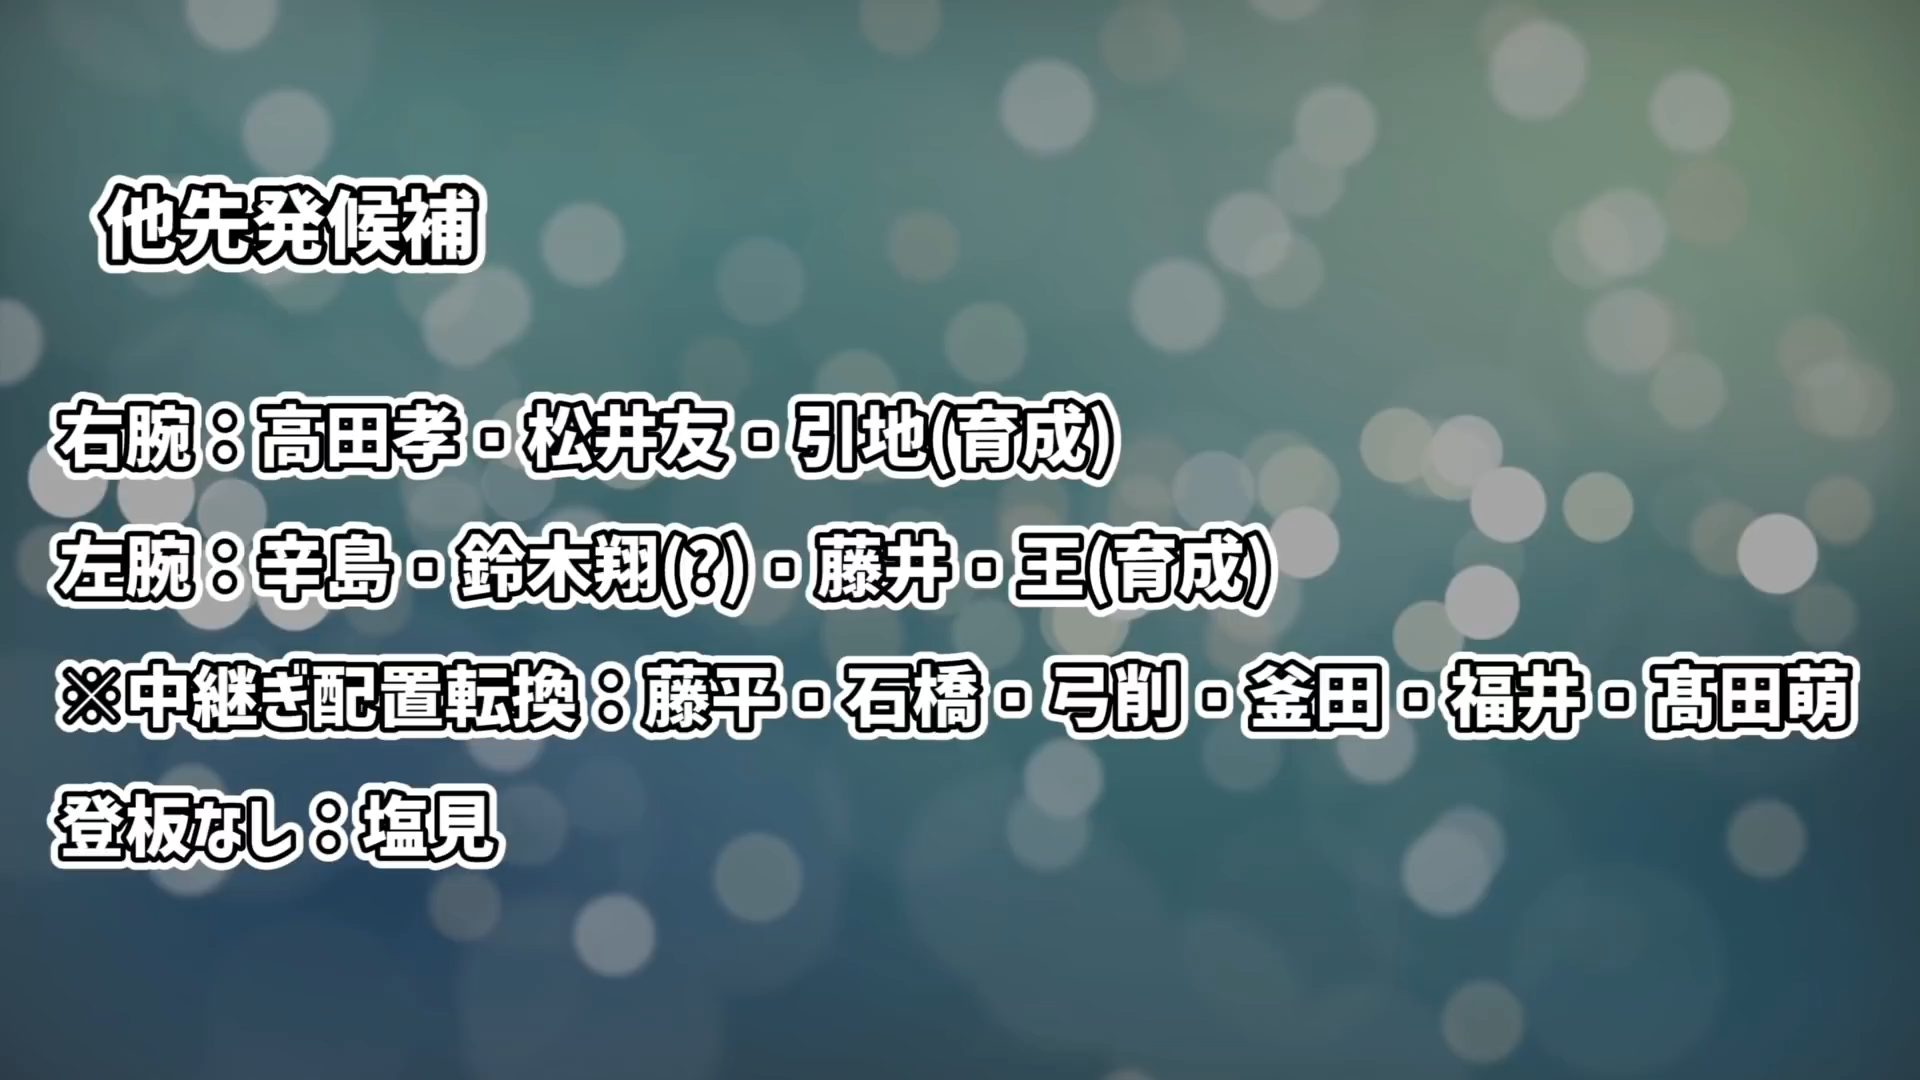 他先発候補
右腕：高田孝・松井友・引地(育成)
左腕：辛島・鈴木翔(?)・藤井・王(育成)
※中継ぎ配置転換：藤平・石橋・弓削・釜田・福井・髙田萌
登板なし：塩見